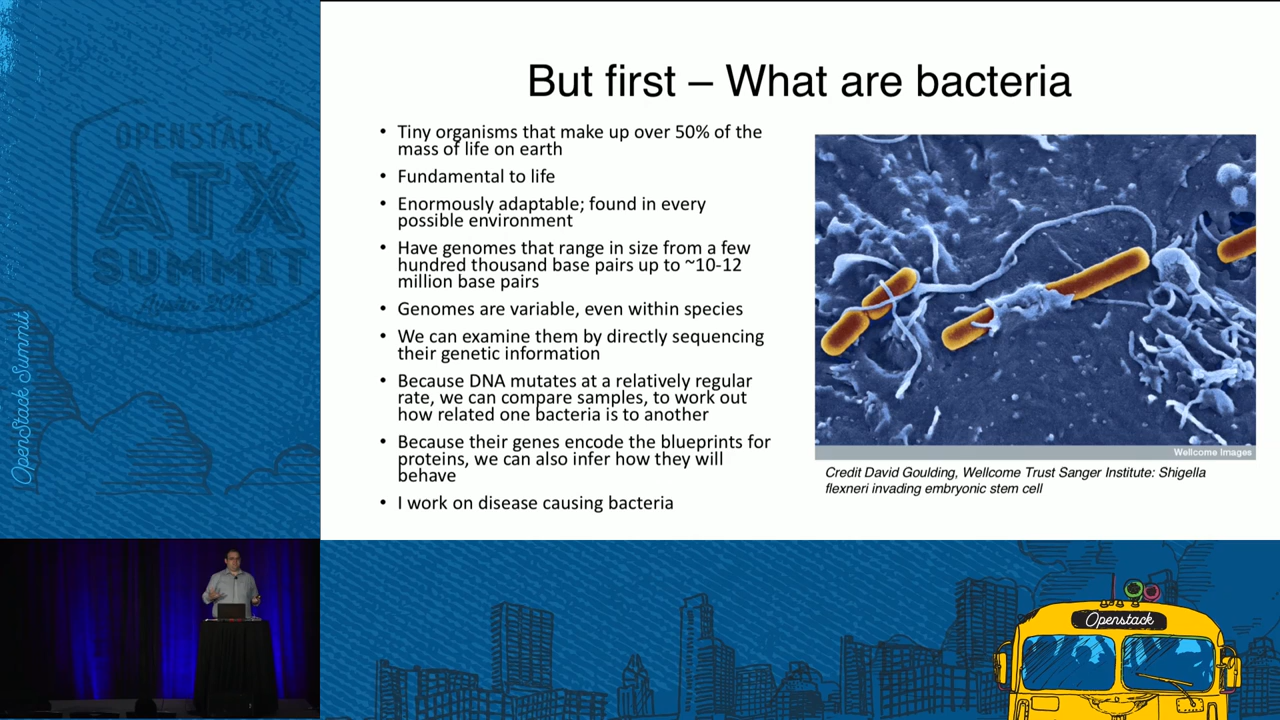 But first – What are bacteria
• Tiny organisms that make up over 50% of the
mass of life on earth
• Fundamental to life
• Enormously adaptable; found in every
possible environment
• Have genomes that range in size from a few
hundred thousand base pairs up to ~10-12
million base pairs
• Genomes are variable, even within species
• We can examine them by directly sequencing
their genetic information
• Because DNA mutates at a relatively regular
rate, we can compare samples, to work out
how related one bacteria is to another
• Because their genes encode the blueprints for
proteins, we can also infer how they will
behave
• I work on disease causing bacteria
Wellcome Images
Credit David Goulding, Wellcome Trust Sanger Institute: Shigella
flexneri invading embryonic stem cell
OPENSTACK
ATX
SUMMIT
OpenStack Summit
Openstack